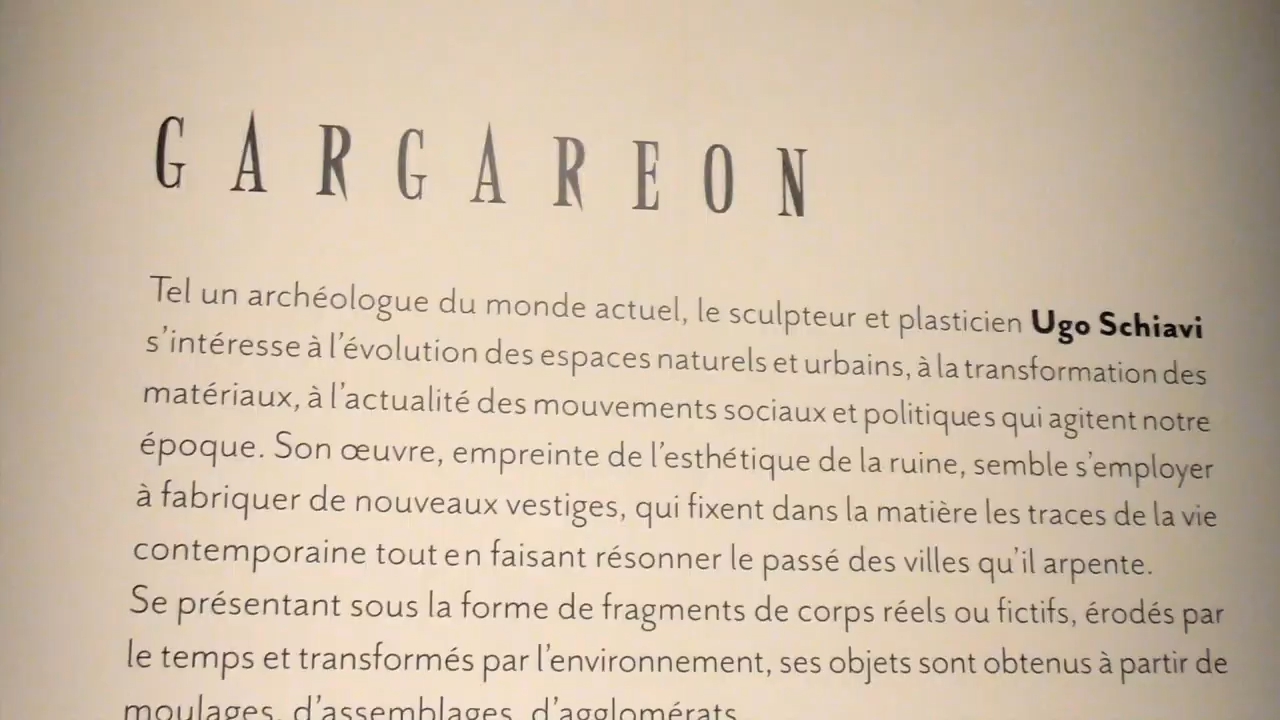 GARGAREON
Tel un archéologue du monde actuel, le sculpteur et plasticien Ugo Schiavi
s'intéresse à l'évolution des espaces naturels et urbains, à la transformation des
matériaux, à l'actualité des mouvements sociaux et politiques qui agitent notre
époque. Son œuvre, empreinte de l'esthétique de la ruine, semble s'employer
à fabriquer de nouveaux vestiges, qui fixent dans la matière les traces de la vie
contemporaine tout en faisant résonner le passé des villes qu'il arpente.
Se présentant sous la forme de fragments de corps réels ou fictifs, érodés par
le temps et transformés par l'environnement, ses objets sont obtenus à partir de
moulages, d'assemblages, d'agglomérats.